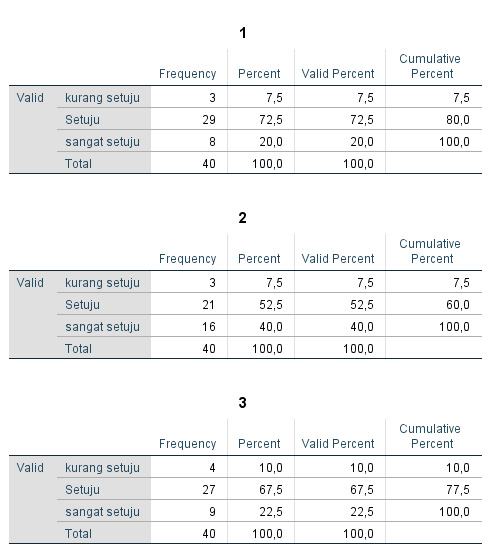 1
Frequency Percent Valid Percent Cumulative Percent
Valid kurang setuju 3 7,5 7,5 7,5
Setuju 29 72,5 72,5 80,0
sangat setuju 8 20,0 20,0 100,0
Total 40 100,0 100,0
2
Frequency Percent Valid Percent Cumulative Percent
Valid kurang setuju 3 7,5 7,5 7,5
Setuju 21 52,5 52,5 60,0
sangat setuju 16 40,0 40,0 100,0
Total 40 100,0 100,0
3
Frequency Percent Valid Percent Cumulative Percent
Valid kurang setuju 4 10,0 10,0 10,0
Setuju 27 67,5 67,5 77,5
sangat setuju 9 22,5 22,5 100,0
Total 40 100,0 100,0